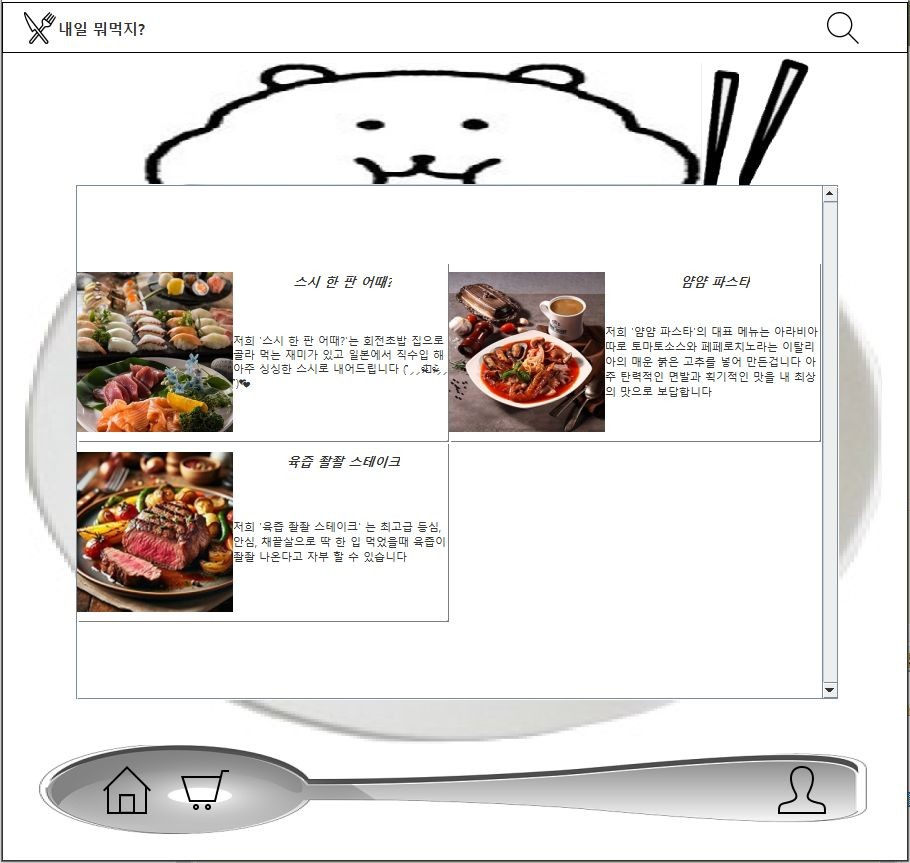 내일 뭐먹지?
스시 한 판 어때?
저희 '스시 한 판 어때?'는 회전초밥 집으로
골라 먹는 재미가 있고 일본에서 직수입 해
아주 싱싱한 스시로 내어드립니다
얌얌 파스타
저희 '얌얌 파스타'의 대표 메뉴는 아라비아
따로 토마토소스와 페페로치노라는 이탈리
아의 매운 붉은 고추를 넣어 만든겁니다 아
주 탄력적인 면발과 획기적인 맛을 내 최상
의 맛으로 보답합니다
육즙 좔좔 스테이크
저희 '육즙 좔좔 스테이크' 는 최고급 등심,
안심, 채끝살으로 딱 한 입 먹었을때 육즙이
좔좔 나온다고 자부 할 수 있습니다